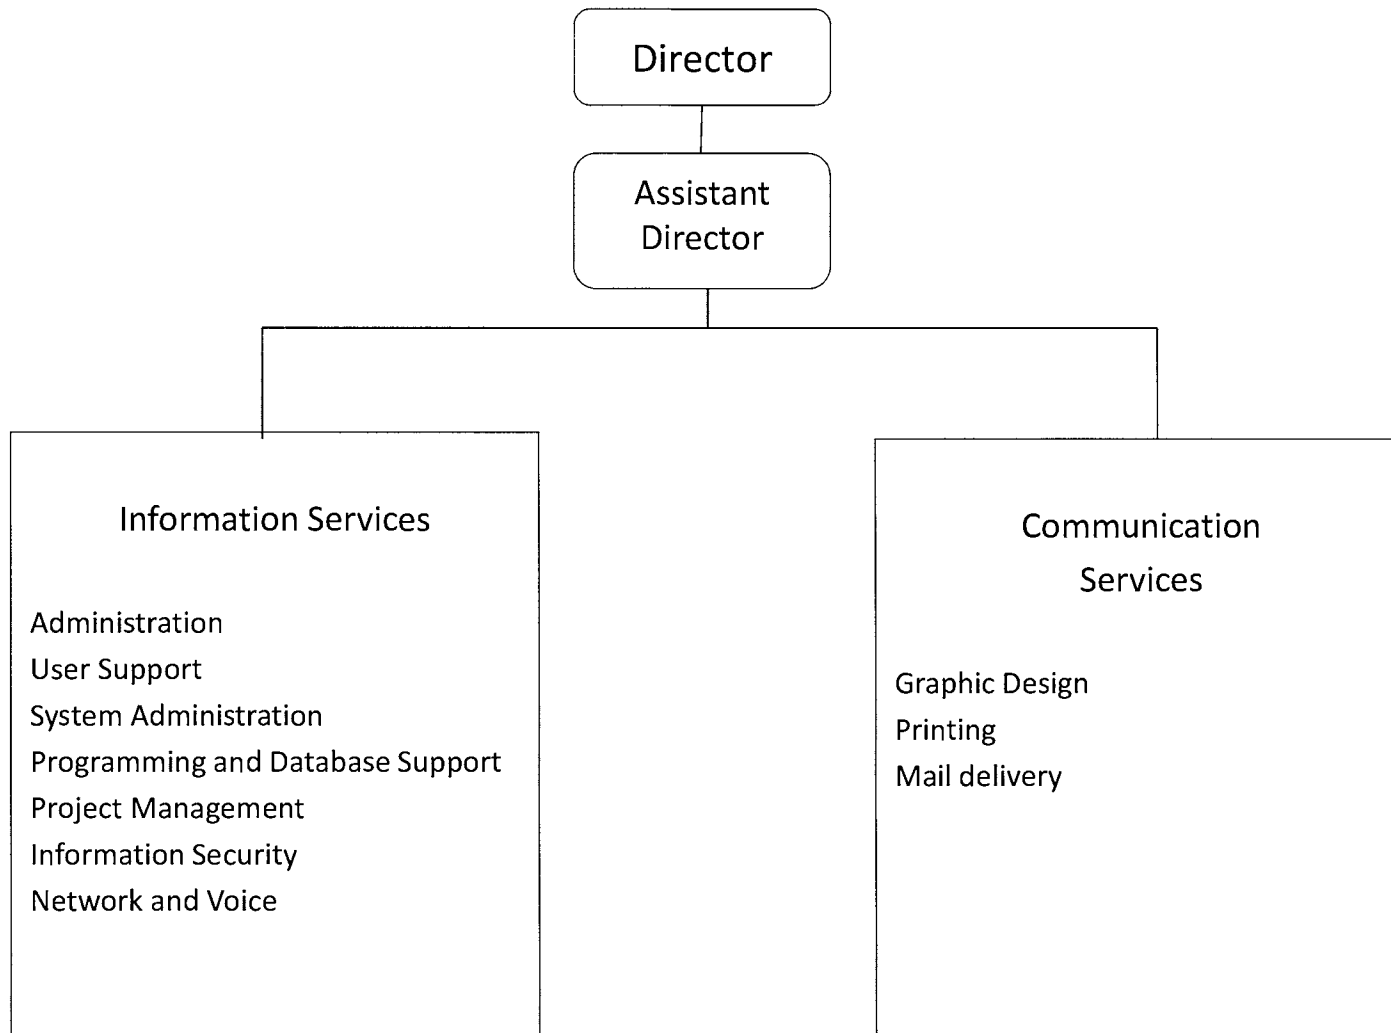 Director
Assistant
Director
Information Services
Administration
User Support
System Administration
Programming and Database Support
Project Management
Information Security
Network and Voice
Communication
Services
Graphic Design
Printing
Mail delivery